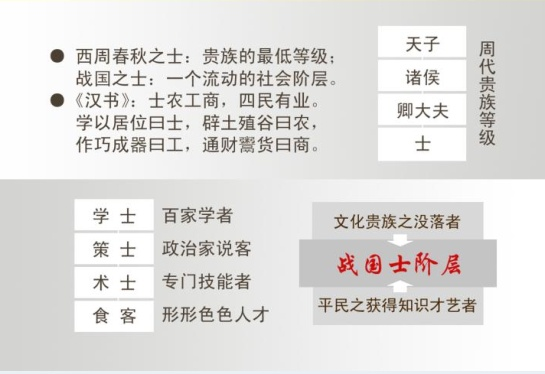 ● 西周春秋之士：贵族的最低等级；
战国之士：一个流动的社会阶层。
●《汉书》：士农工商，四民有业。
学以居位曰士，辟土殖谷曰农，
作巧成器曰工，通财鬻货曰商。
天子
诸侯
卿大夫
士
周代贵族等级
学 士 百家学者
策 士 政治家说客
术 士 专门技能者
食 客 形形色色人才
文化贵族之没落者
战国士阶层
平民之获得知识才艺者